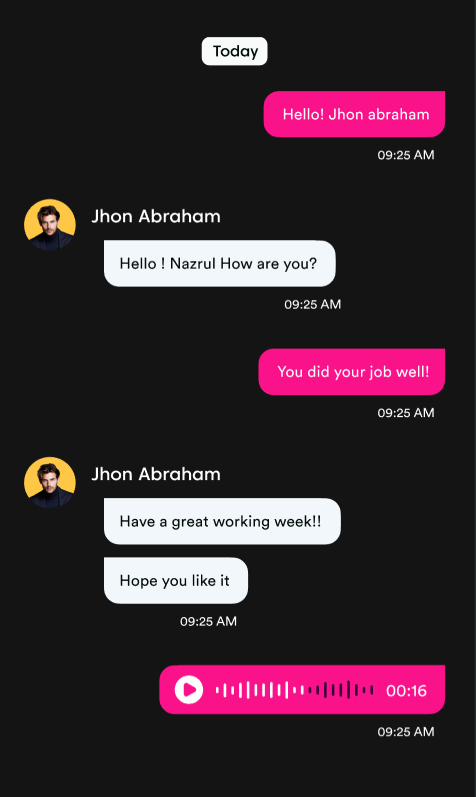 Today
Hello! Jhon abraham
09:25 AM
Jhon Abraham
Hello ! Nazrul How are you?
09:25 AM
You did your job well!
09:25 AM
Jhon Abraham
Have a great working week!!
Hope you like it
09:25 AM
00:16
09:25 AM